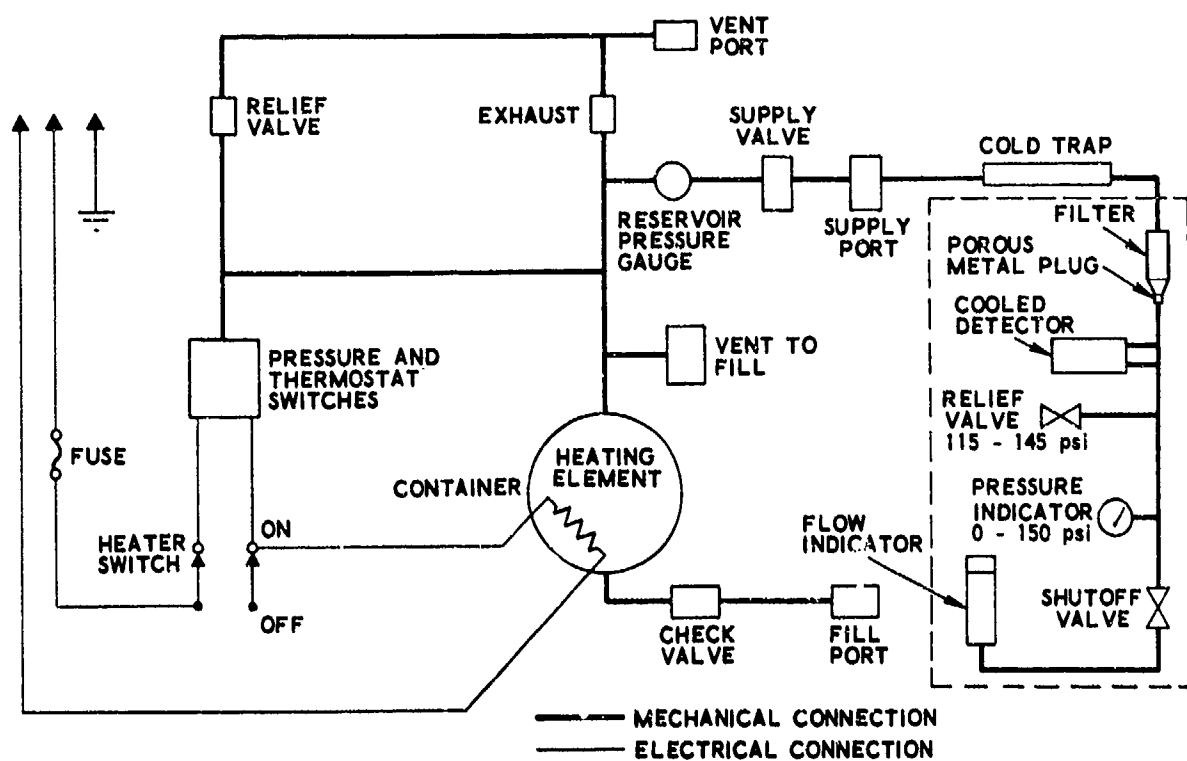 VENT
PORT
RELIEF
VALVE
EXHAUST
SUPPLY
VALVE
COLD TRAP
FILTER
RESERVOIR
PRESSURE
GAUGE
SUPPLY
PORT
POROUS
METAL PLUG
COOLED
DETECTOR
PRESSURE AND
THERMOSTAT
SWITCHES
VENT TO
FILL
RELIEF
VALVE
115 - 145 psi
FUSE
CONTAINER
HEATING
ELEMENT
PRESSURE
INDICATOR
0 - 150 psi
FLOW
INDICATOR
HEATER
SWITCH
ON
OFF
CHECK
VALVE
FILL
PORT
SHUTOFF
VALVE
MECHANICAL CONNECTION
ELECTRICAL CONNECTION